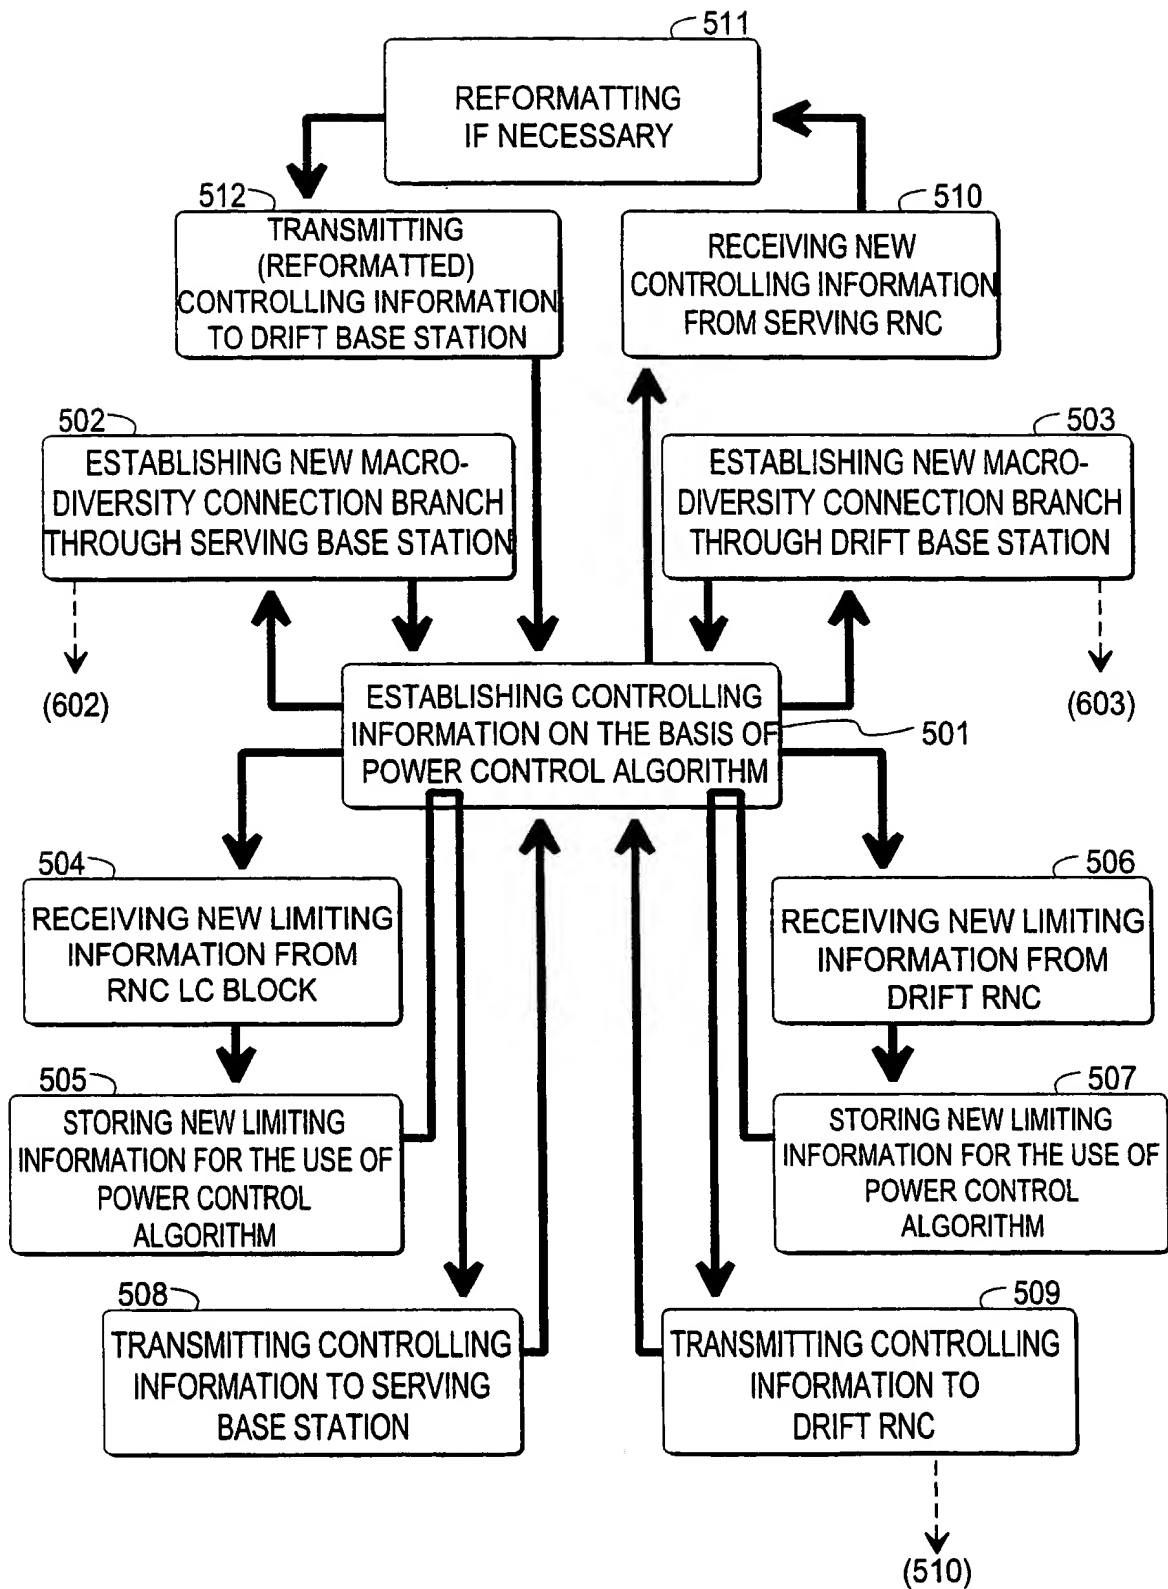 511
REFORMATTING
IF NECESSARY
512
TRANSMITTING
(REFORMATTED)
CONTROLLING INFORMATION
TO DRIFT BASE STATION
510
RECEIVING NEW
CONTROLLING INFORMATION
FROM SERVING RNC
502
ESTABLISHING NEW MACRO-
DIVERSITY CONNECTION BRANCH
THROUGH SERVING BASE STATION
503
ESTABLISHING NEW MACRO-
DIVERSITY CONNECTION BRANCH
THROUGH DRIFT BASE STATION
(602)
(603)
ESTABLISHING CONTROLLING
INFORMATION ON THE BASIS OF
POWER CONTROL ALGORITHM
501
504
RECEIVING NEW LIMITING
INFORMATION FROM
RNC LC BLOCK
506
RECEIVING NEW LIMITING
INFORMATION FROM
DRIFT RNC
505
STORING NEW LIMITING
INFORMATION FOR THE USE OF
POWER CONTROL
ALGORITHM
507
STORING NEW LIMITING
INFORMATION FOR THE USE OF
POWER CONTROL
ALGORITHM
508
TRANSMITTING CONTROLLING
INFORMATION TO SERVING
BASE STATION
509
TRANSMITTING CONTROLLING
INFORMATION TO
DRIFT RNC
(510)